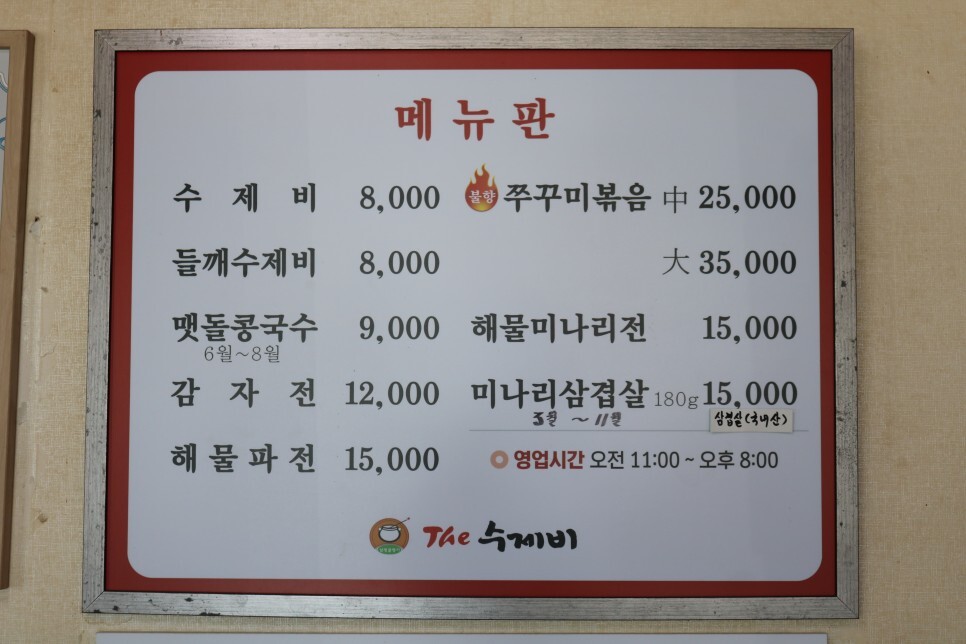 메뉴판
수제비 8,000
들깨수제비 8,000
맷돌콩국수 9,000
6월~8월
감자전 12,000
해물파전 15,000
불향 쭈꾸미볶음 中 25,000
大 35,000
해물미나리전 15,000
미나리삼겹살 180g 15,000
3월 ~ 11월
삼겹살(국내산)
영업시간 오전 11:00 ~ 오후 8:00
The 수제비